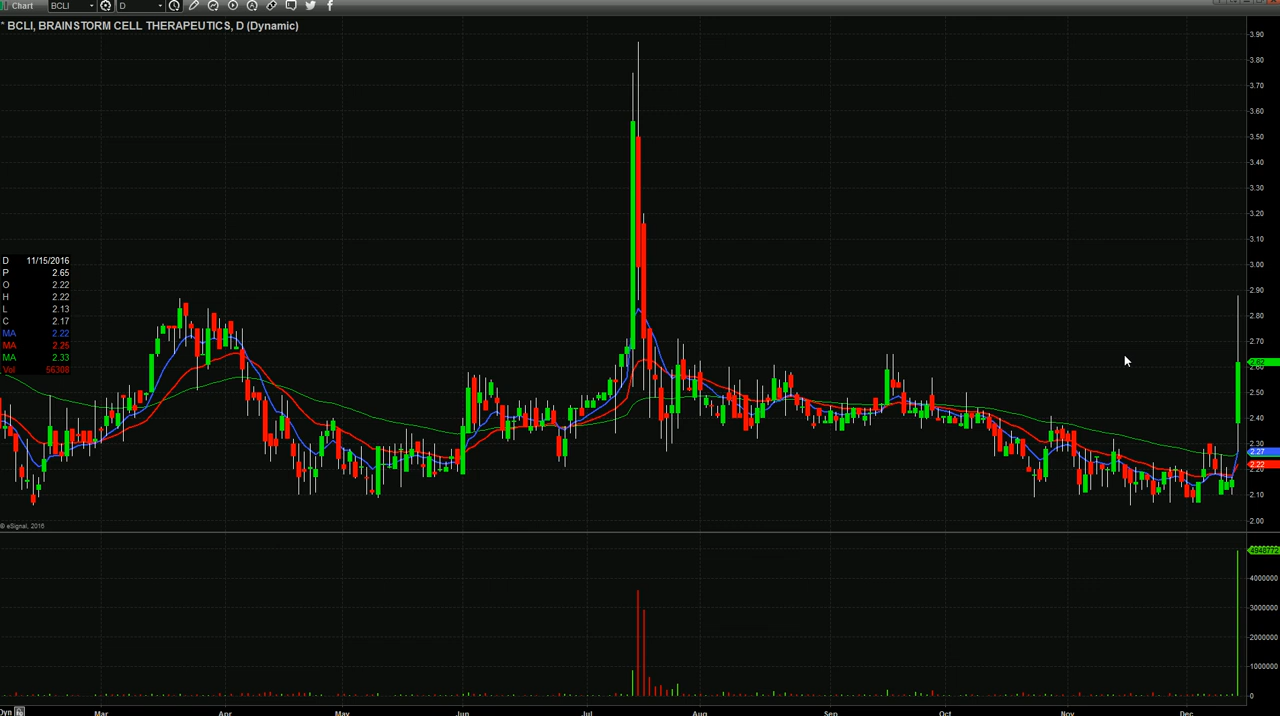 Chart BCLI D
* BCLI, BRAINSTORM CELL THERAPEUTICS, D (Dynamic)
3.90
3.80
3.70
3.60
3.50
3.40
3.30
3.20
3.10
3.00
D 11/15/2016
P 2.65
O 2.22
H 2.22
L 2.13
C 2.17
MA 2.22
MA 2.26
MA 2.33
Vol 56308
2.90
2.80
2.70
2.62
2.50
2.40
2.30
2.27
2.22
2.10
2.00
© eSignal, 2016
4946772
4000000
3000000
2000000
1000000
0
Dyn Mar Apr May Jun Jul Aug Sep Oct Nov Dec